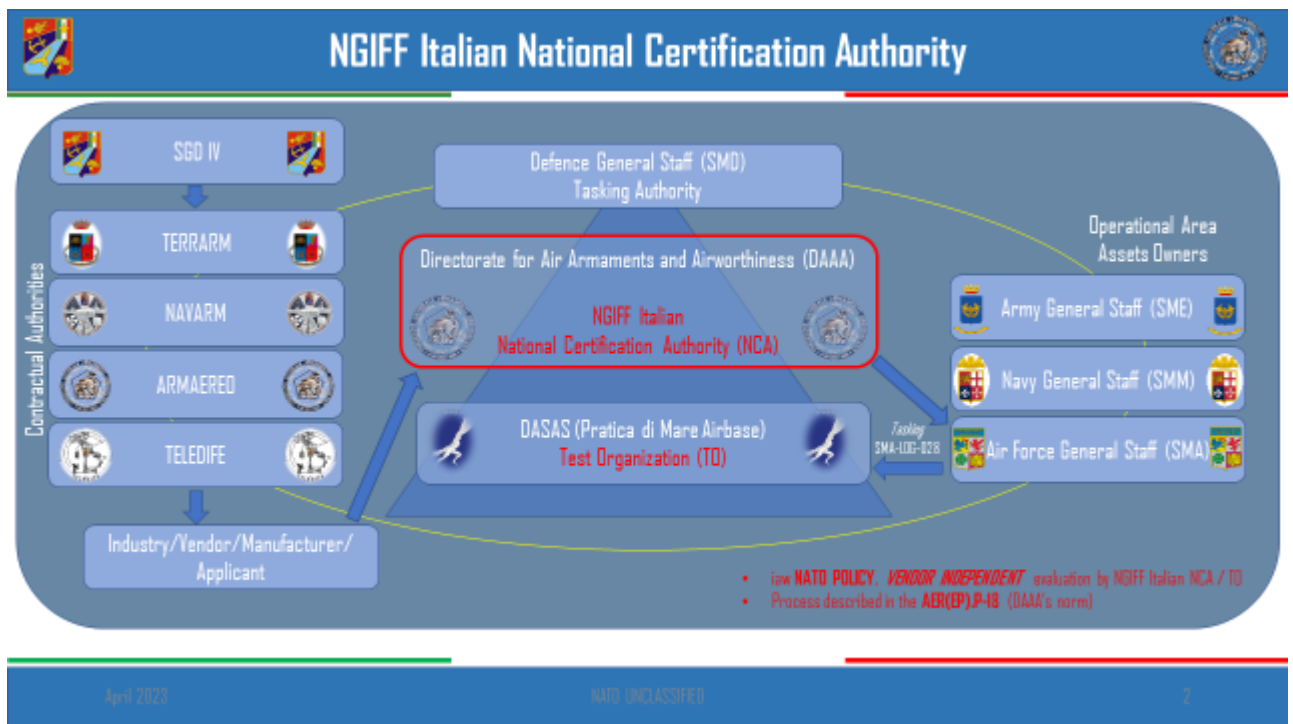 NGIFF Italian National Certification Authority
Contractual Authorities
SGD IV
TERRARM
NAVARM
ARMAEREO
TELEDIFE
Industry/Vendor/Manufacturer/
Applicant
Defence General Staff (SMD)
Tasking Authority
Directorate for Air Armaments and Airworthiness (DAAA)
NGIFF Italian
National Certification Authority (NCA)
DASAS (Pratica di Mare Airbase)
Test Organization (TO)
Operational Area
Assets Owners
Army General Staff (SME)
Navy General Staff (SMM)
Air Force General Staff (SMA)
Tasking
SMA-LOG-028
• iaw NATO POLICY, VENDOR INDEPENDENT evaluation by NGIFF Italian NCA / TO
• Process described in the AER(EP).P-18 (DAAA's norm)
April 2023
NATO UNCLASSIFIED
2